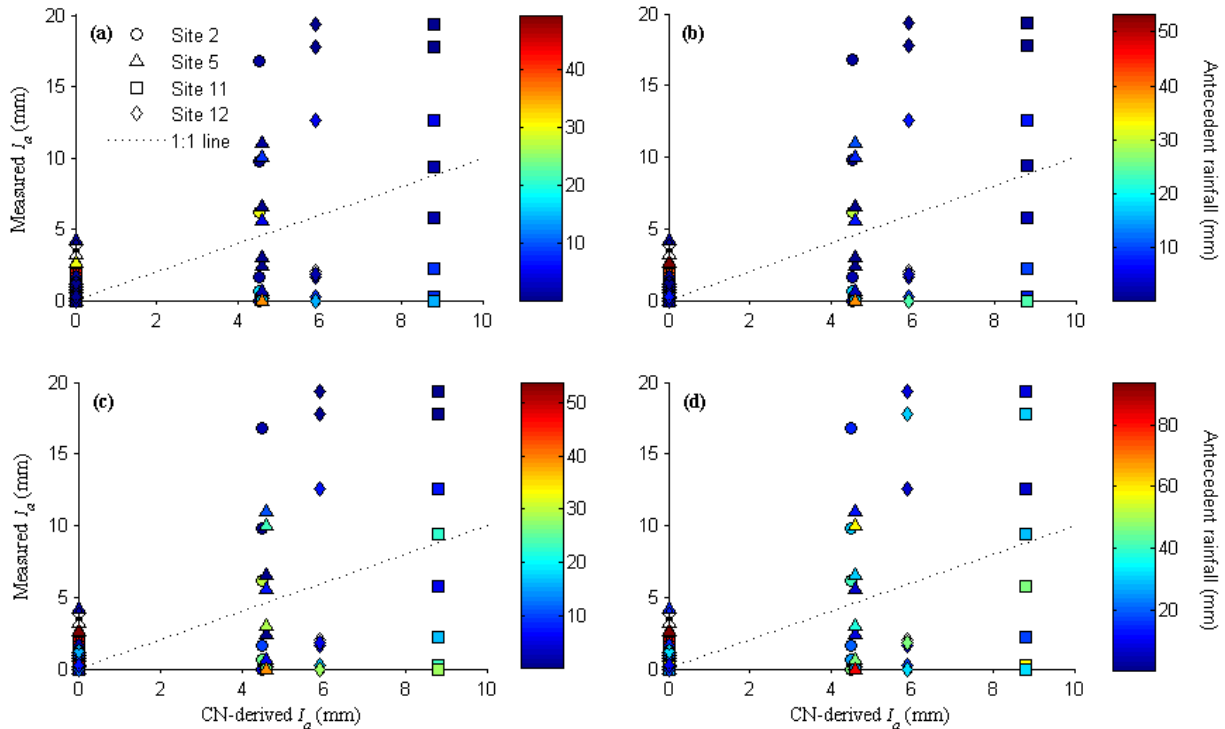 (a)
Site 2
Site 5
Site 11
Site 12
1:1 line
Measured Ia (mm)
20
15
10
5
0
0 2 4 6 8 10
40
30
20
10
(b)
20
15
10
5
0
0 2 4 6 8 10
50
40
30
20
10
Antecedent rainfall (mm)
(c)
Measured Ia (mm)
20
15
10
5
0
0 2 4 6 8 10
CN-derived Ia (mm)
50
40
30
20
10
(d)
20
15
10
5
0
0 2 4 6 8 10
CN-derived Ia (mm)
80
60
40
20
Antecedent rainfall (mm)